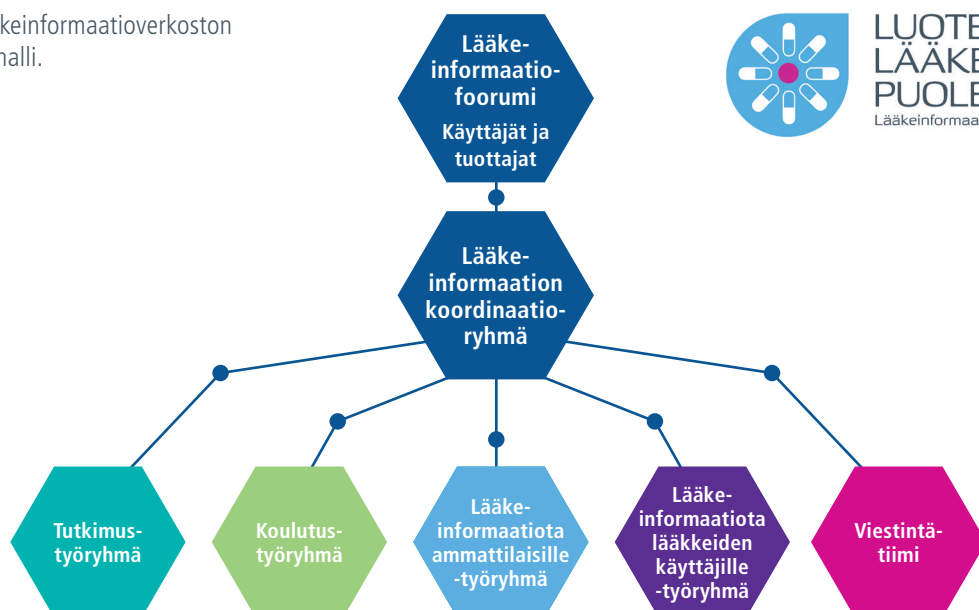 keinformaatioverkoston
malli.
LUOTE
LÄÄKE
PUOLE
Lääkeinformaa
Lääke-
informaatio-
foorumi
Käyttäjät ja
tuottajat
Lääke-
informaation
koordinaatio-
ryhmä
Tutkimus-
työryhmä
Koulutus-
työryhmä
Lääke-
informaatiota
ammattilaisille
-työryhmä
Lääke-
informaatiota
lääkkeiden
käyttäjille
-työryhmä
Viestintä-
tiimi